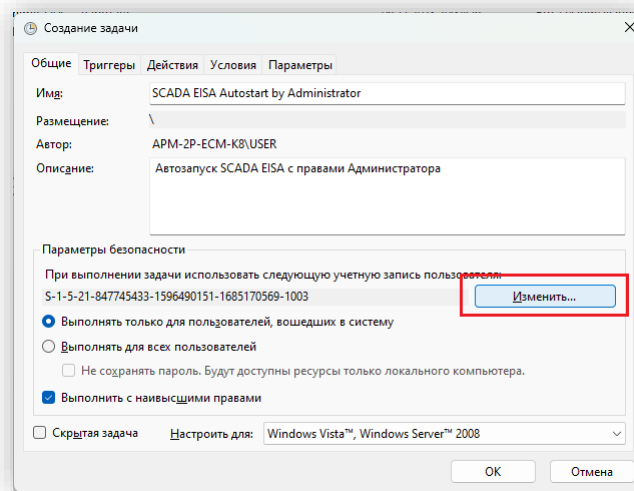 Создание задачи
Общие Триггеры Действия Условия Параметры
Имя: SCADA EISA Autostart by Administrator
Размещение: \
Автор: APM-2P-ECM-K8\USER
Описание: Автозапуск SCADA EISA с правами Администратора
Параметры безопасности
При выполнении задачи использовать следующую учетную запись пользователя:
S-1-5-21-847745433-1596490151-1685170569-1003 Изменить...
Выполнять только для пользователей, вошедших в систему
Выполнять для всех пользователей
Не сохранять пароль. Будут доступны ресурсы только локального компьютера.
Выполнить с наивысшими правами
Скрытая задача Настроить для: Windows Vista™, Windows Server™ 2008
ОК Отмена